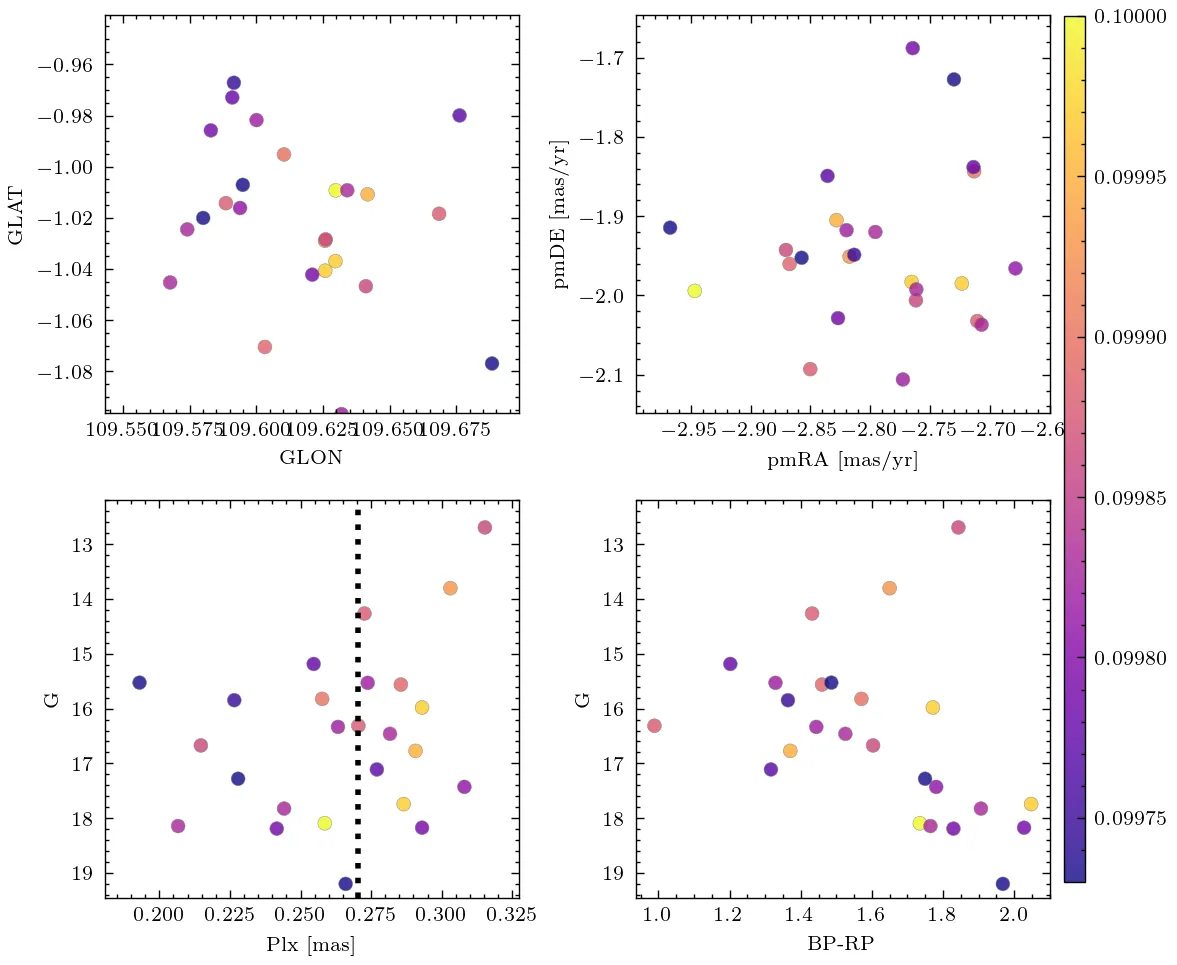 −0.96
−0.98
−1.00
−1.02
−1.04
−1.06
−1.08
GLAT
109.550 109.575 109.600 109.625 109.650 109.675
GLON
−1.7
−1.8
−1.9
−2.0
−2.1
pmDE [mas/yr]
−2.95 −2.90 −2.85 −2.80 −2.75 −2.70 −2.6
pmRA [mas/yr]
0.10000
0.09995
0.09990
0.09985
0.09980
0.09975
13
14
15
16
17
18
19
G
0.200 0.225 0.250 0.275 0.300 0.325
Plx [mas]
13
14
15
16
17
18
19
G
1.0 1.2 1.4 1.6 1.8 2.0
BP-RP